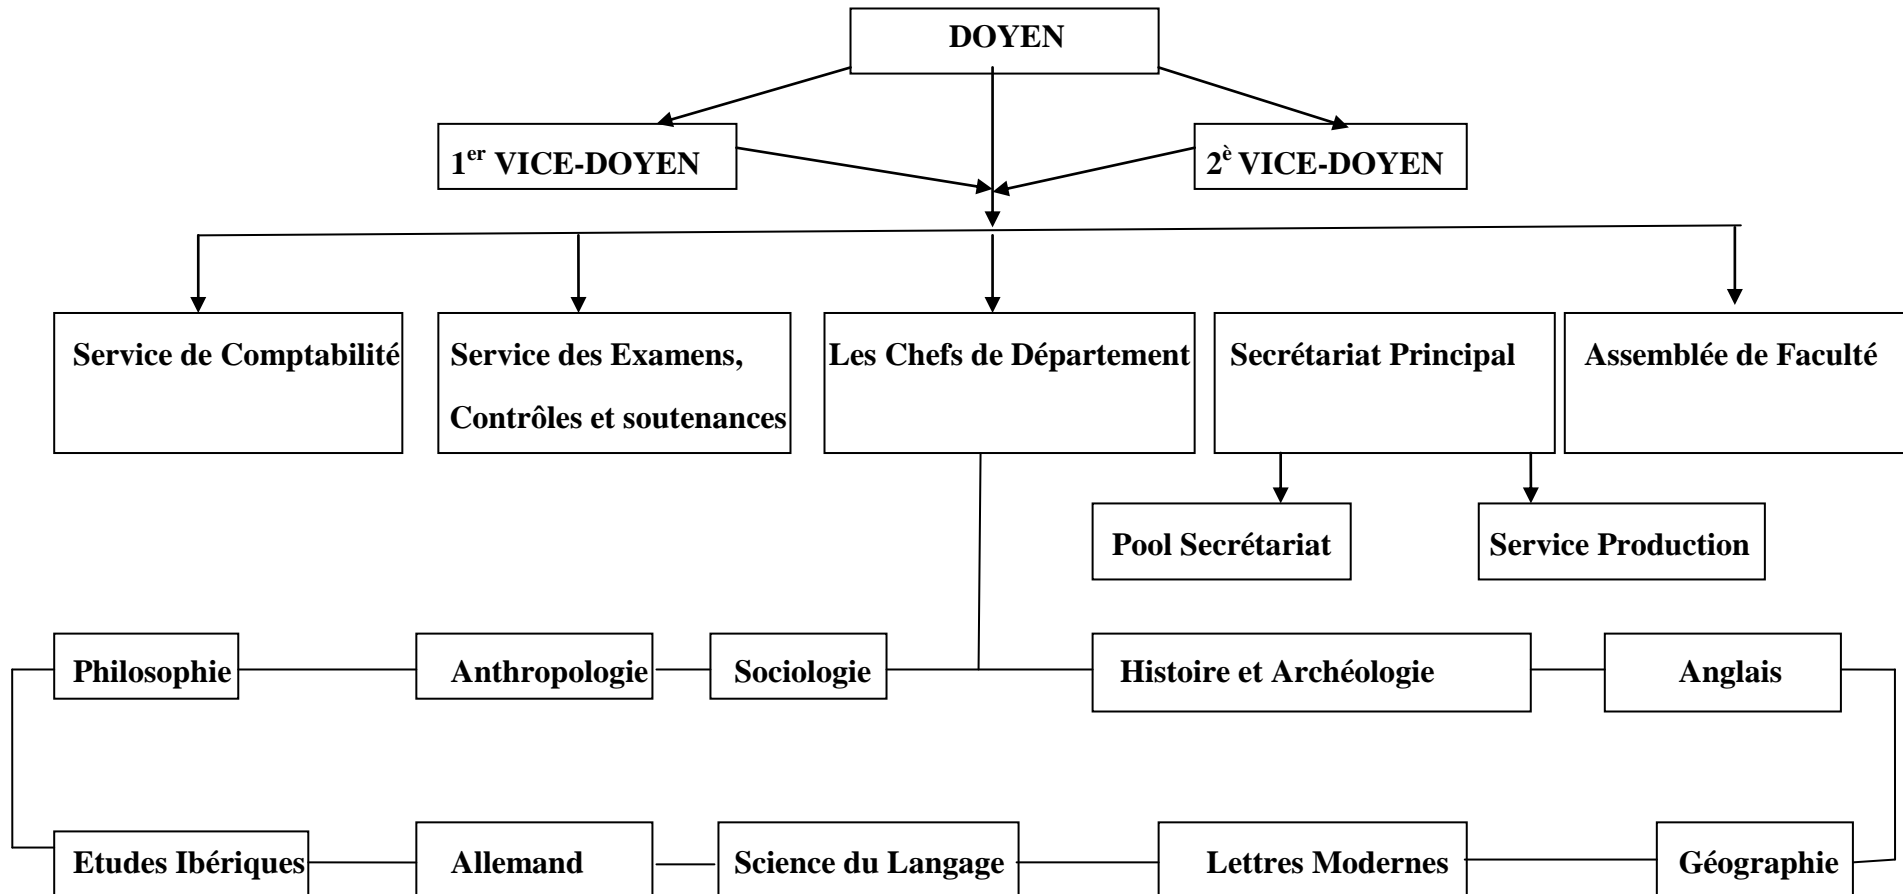 DOYEN
1er VICE-DOYEN
2è VICE-DOYEN
Service de Comptabilité
Service des Examens,
Contrôles et soutenances
Les Chefs de Département
Secrétariat Principal
Assemblée de Faculté
Pool Secrétariat
Service Production
Philosophie
Anthropologie
Sociologie
Histoire et Archéologie
Anglais
Etudes Ibériques
Allemand
Science du Langage
Lettres Modernes
Géographie